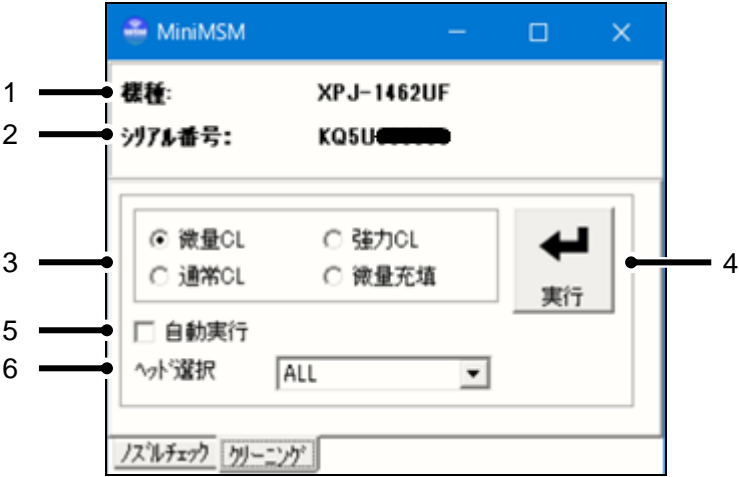 MiniMSM
1 機種: XPJ-1462UF
2 シリアル番号: KQ5U
3 微量CL 強力CL
通常CL 微量充填
実行 4
5 自動実行
6 ヘッド選択 ALL
ノズルチェック クリーニング